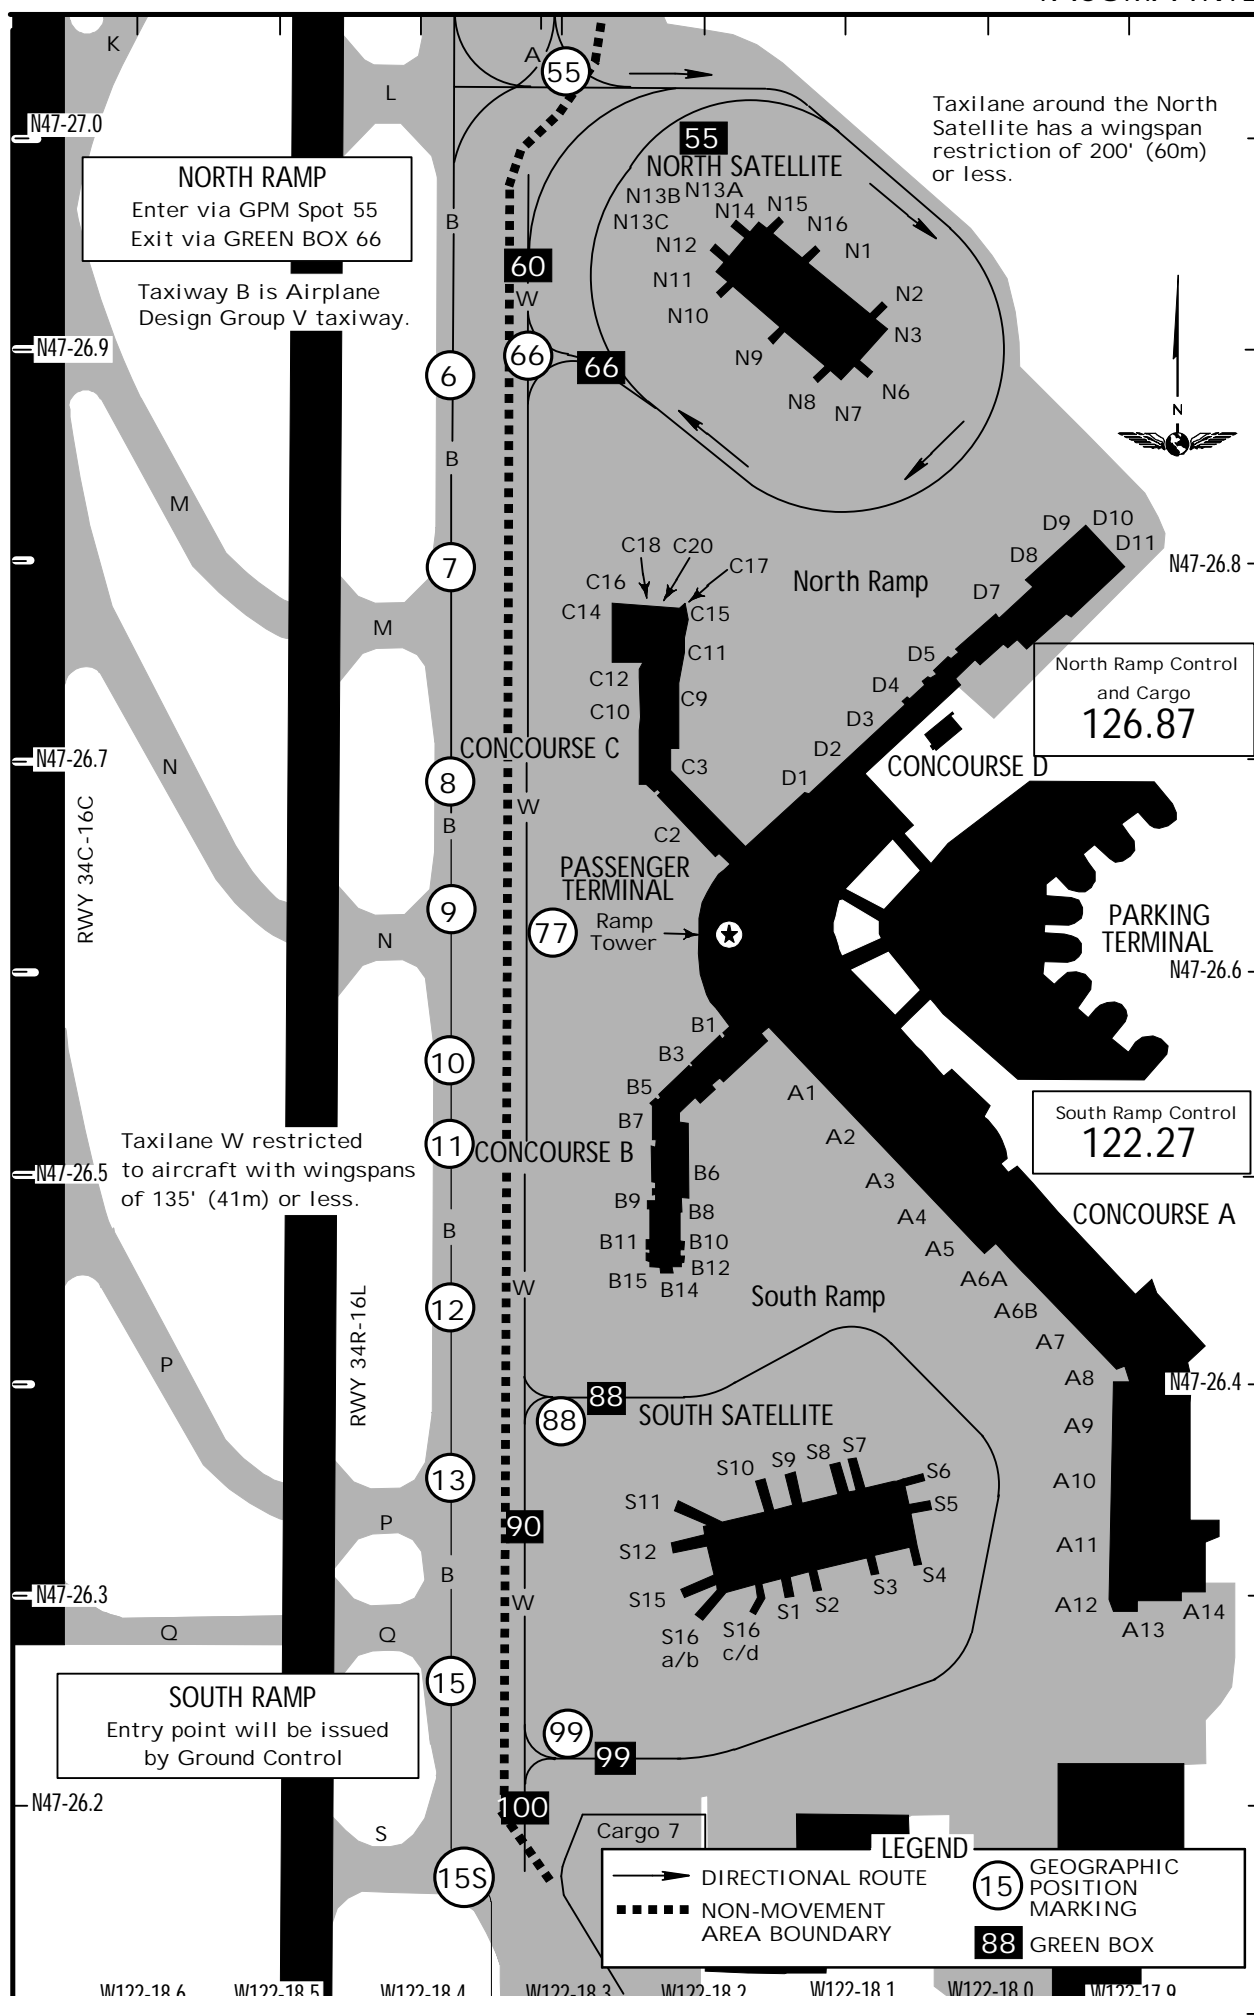 K
L
A
55
N47-27.0
Taxilane around the North
Satellite has a wingspan
restriction of 200' (60m)
or less.
NORTH RAMP
Enter via GPM Spot 55
Exit via GREEN BOX 66
55
NORTH SATELLITE
N13B
N13A
N13C
N14
N15
N16
N12
N1
N11
N2
N10
N3
N9
N6
N8
N7
B
60
W
Taxiway B is Airplane
Design Group V taxiway.
N47-26.9
6
66
66
N
B
M
7
C18
C20
C17
C16
C14
C15
C11
C12
C9
C10
C3
C2
North Ramp
D9
D10
D11
D8
D7
D5
D4
D3
D2
D1
N47-26.8
M
North Ramp Control
and Cargo
126.87
CONCOURSE C
CONCOURSE D
N47-26.7
N
8
W
B
RWY 34C-16C
PASSENGER
TERMINAL
Ramp
Tower
9
77
N
PARKING
TERMINAL
N47-26.6
10
B1
B3
B5
B7
A1
A2
A3
A4
A5
A6A
A6B
A7
A8
A9
A10
A11
A12
A13
A14
South Ramp Control
122.27
Taxilane W restricted
to aircraft with wingspans
of 135' (41m) or less.
11
CONCOURSE B
B6
B9
B8
B11
B10
B12
B15
B14
N47-26.5
CONCOURSE A
B
W
12
South Ramp
RWY 34R-16L
P
N47-26.4
88
88
SOUTH SATELLITE
S10
S9
S8
S7
S6
S5
S11
S12
S15
S4
S3
S2
S1
S16
a/b
S16
c/d
13
P
90
B
W
N47-26.3
Q
Q
15
SOUTH RAMP
Entry point will be issued
by Ground Control
99
99
100
N47-26.2
S
15S
Cargo 7
LEGEND
DIRECTIONAL ROUTE
NON-MOVEMENT
AREA BOUNDARY
15
GEOGRAPHIC
POSITION
MARKING
88
GREEN BOX
W122-18.6
W122-18.5
W122-18.4
W122-18.3
W122-18.2
W122-18.1
W122-18.0
W122-17.9